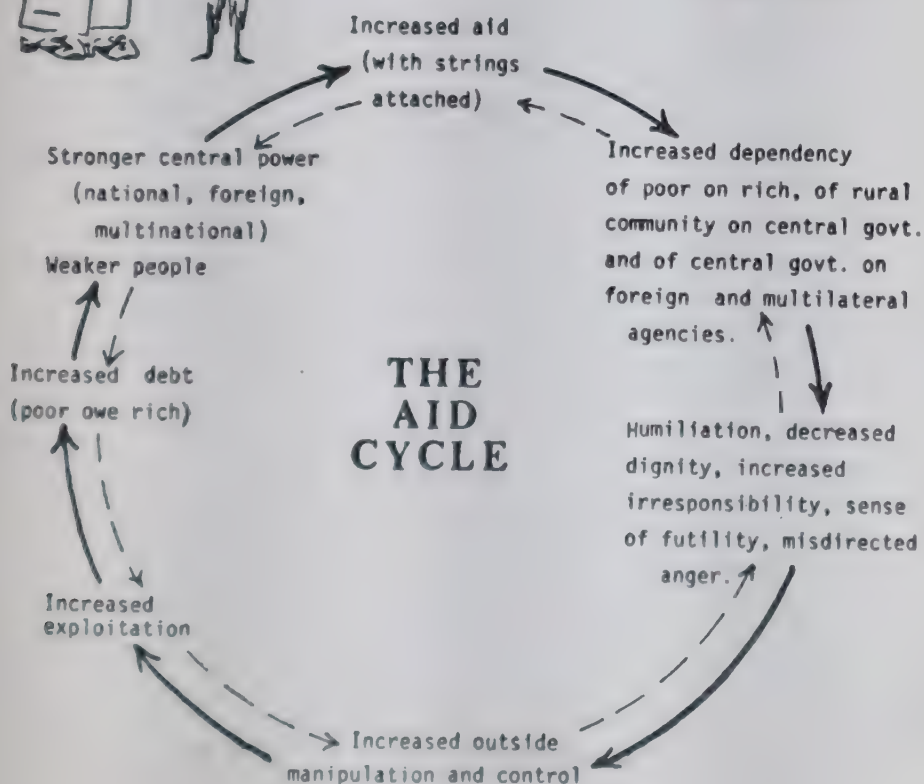 Increased aid
(with strings
attached)
Increased dependency
of poor on rich, of rural
community on central govt.
and of central govt. on
foreign and multilateral
agencies.
Humiliation, decreased
dignity, increased
irresponsibility, sense
of futility, misdirected
anger.
Increased outside
manipulation and control
Increased
exploitation
Increased debt
(poor owe rich)
Stronger central power
(national, foreign,
multinational)
Weaker people
THE
AID
CYCLE